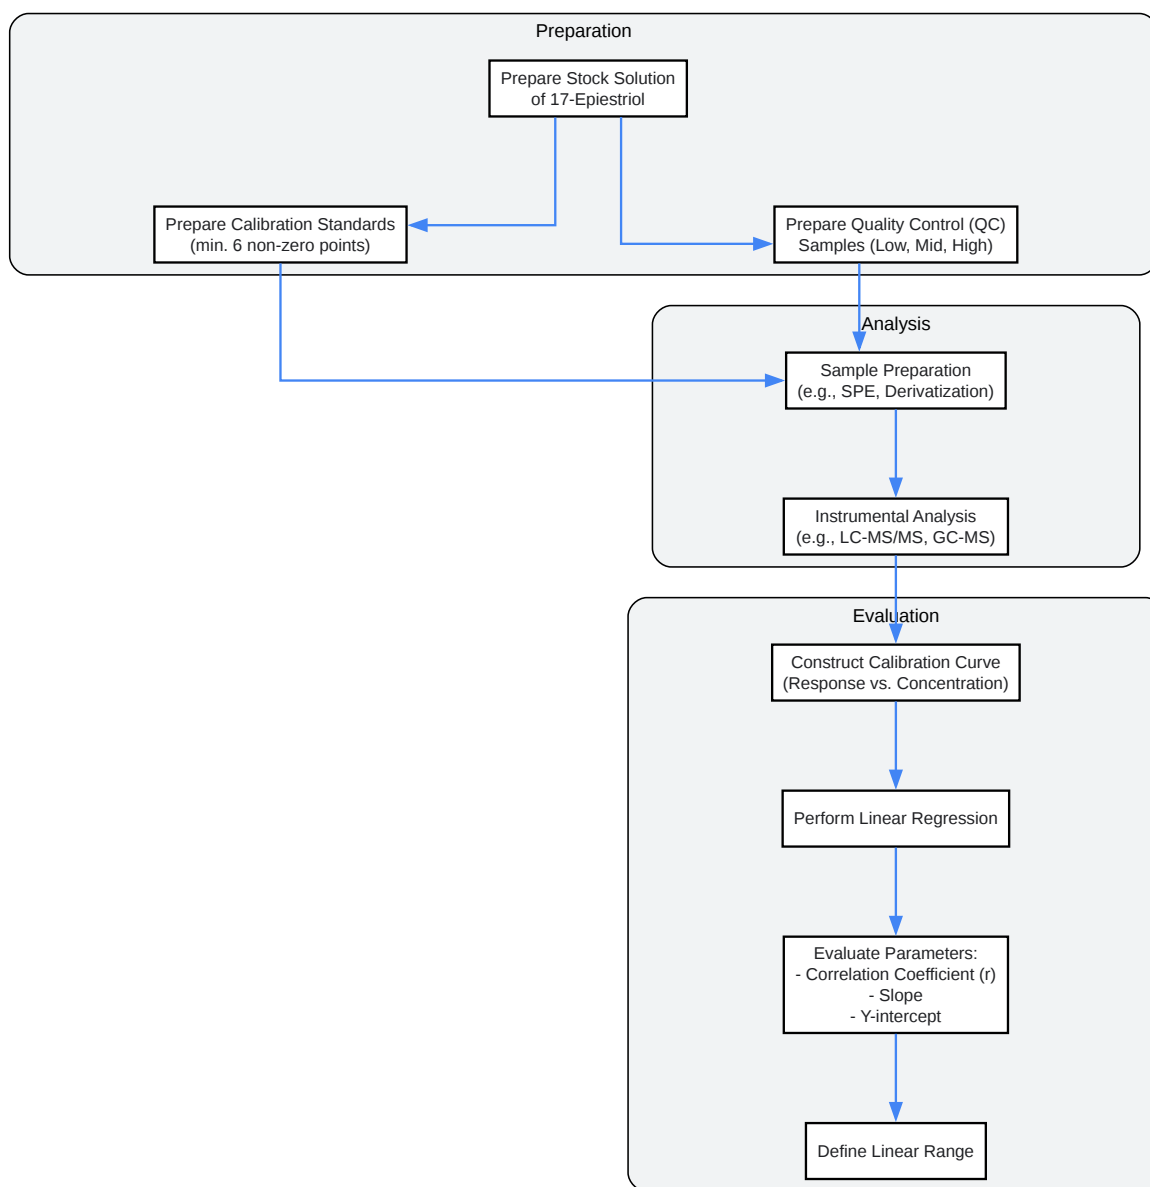 Preparation
Prepare Stock Solution
of 17-Epiestriol
Prepare Calibration Standards
(min. 6 non-zero points)
Prepare Quality Control (QC)
Samples (Low, Mid, High)
Analysis
Sample Preparation
(e.g., SPE, Derivatization)
Instrumental Analysis
(e.g., LC-MS/MS, GC-MS)
Evaluation
Construct Calibration Curve
(Response vs. Concentration)
Perform Linear Regression
Evaluate Parameters:
- Correlation Coefficient (r)
- Slope
- Y-intercept
Define Linear Range